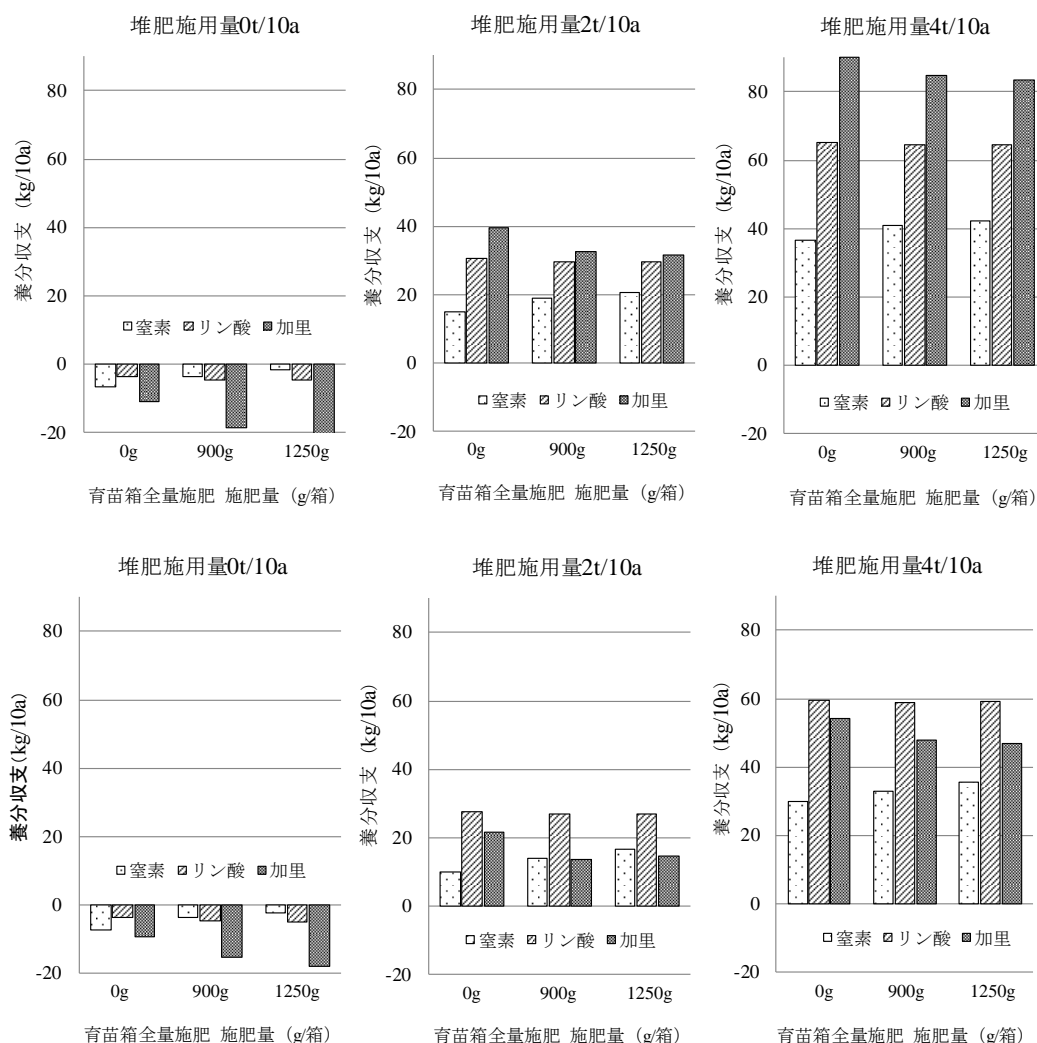 堆肥施用量0t/10a
養分収支（kg/10a）
80
60
40
20
0
-20
窒素 リン酸 加里
0g 900g 1250g
育苗箱全量施肥 施肥量（g/箱）
堆肥施用量2t/10a
養分収支（kg/10a）
80
60
40
20
0
-20
窒素 リン酸 加里
0g 900g 1250g
育苗箱全量施肥 施肥量（g/箱）
堆肥施用量4t/10a
養分収支（kg/10a）
80
60
40
20
0
-20
窒素 リン酸 加里
0g 900g 1250g
育苗箱全量施肥 施肥量（g/箱）
堆肥施用量0t/10a
養分収支(kg/10a)
80
60
40
20
0
-20
窒素 リン酸 加里
0g 900g 1250g
育苗箱全量施肥 施肥量（g/箱）
堆肥施用量2t/10a
養分収支（kg/10a）
80
60
40
20
0
-20
窒素 リン酸 加里
0g 900g 1250g
育苗箱全量施肥 施肥量（g/箱）
堆肥施用量4t/10a
養分収支（kg/10a）
80
60
40
20
0
-20
窒素 リン酸 加里
0g 900g 1250g
育苗箱全量施肥 施肥量（g/箱）